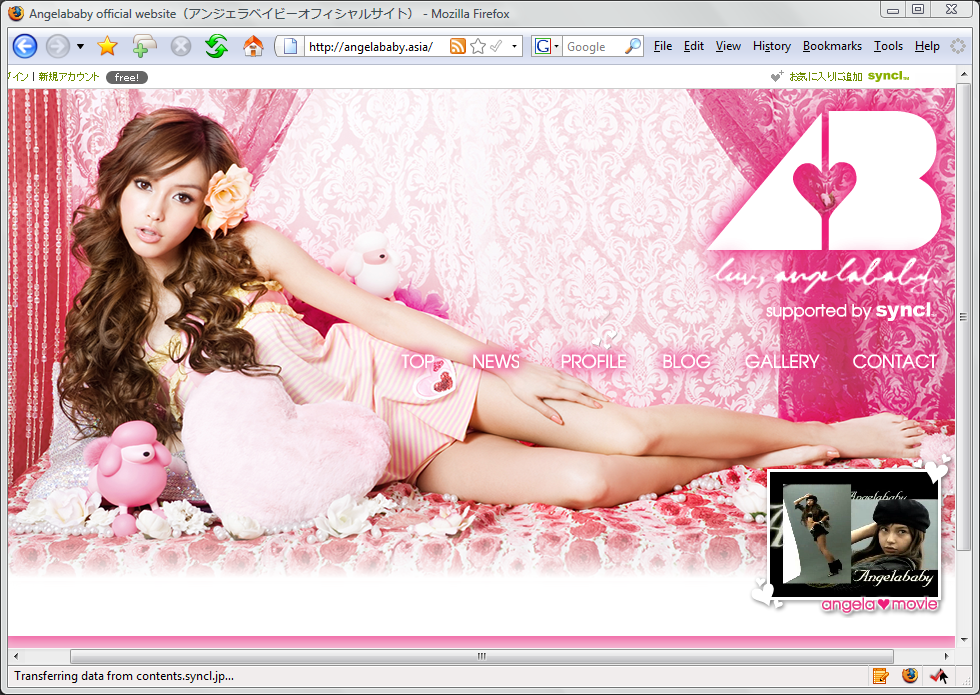 Angelababy official website（アンジェラベイビーオフィシャルサイト） - Mozilla Firefox
http://angelababy.asia/
G
Google
File Edit View History Bookmarks Tools Help
イン | 新規アカウント free!
お気に入りに追加 syncl
AB
luv, angelababy.
supported by syncl.
TOP NEWS PROFILE BLOG GALLERY CONTACT
Angelababy
Angelababy
angela movie
Transferring data from contents.syncl.jp...